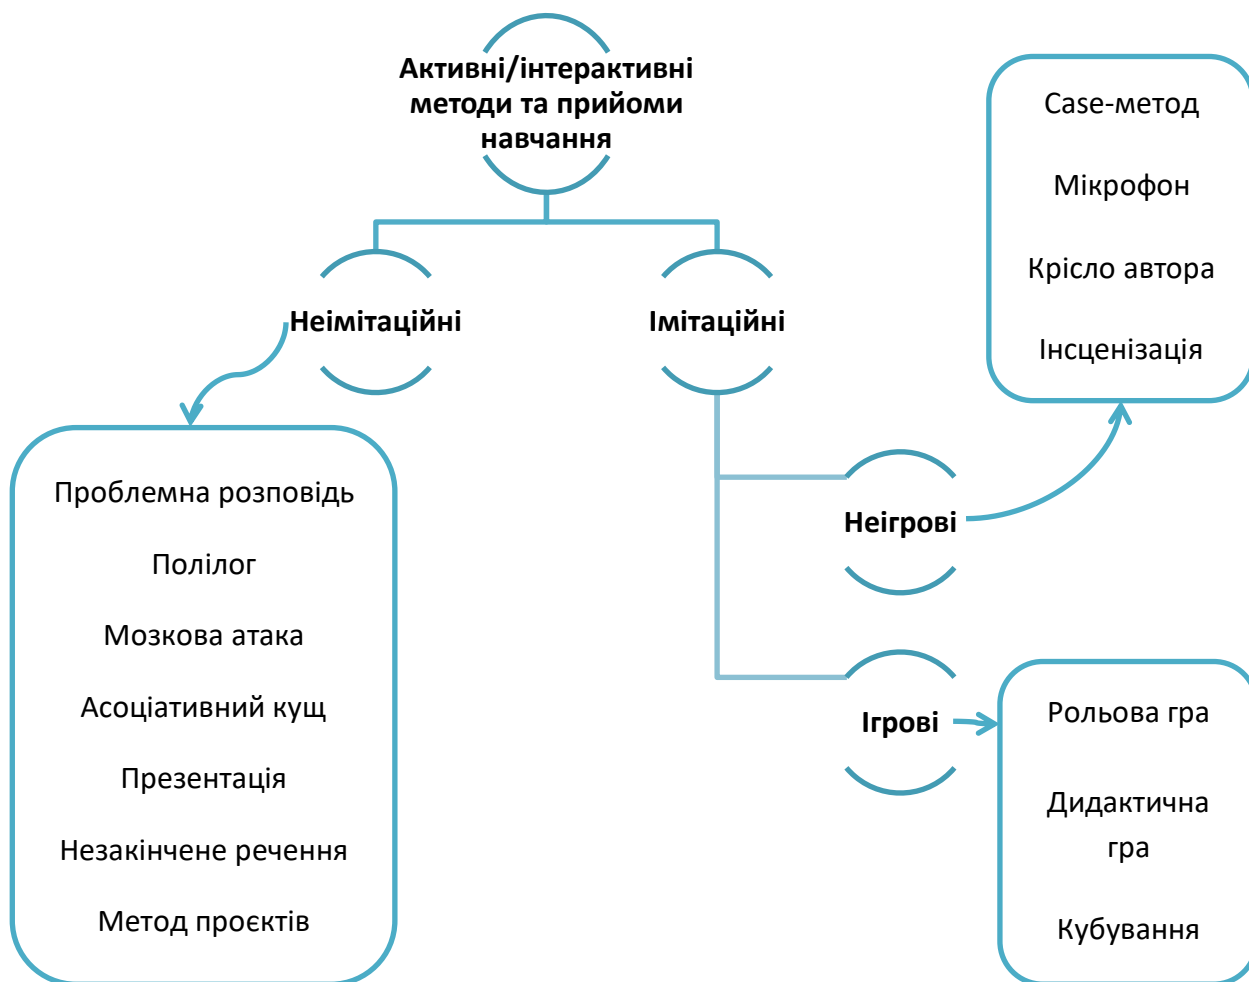 Активні/інтерактивні
методи та прийоми
навчання
Case-метод
Мікрофон
Крісло автора
Інсценізація
Неімітаційні
Імітаційні
Проблемна розповідь
Полілог
Мозкова атака
Асоціативний кущ
Презентація
Незакінчене речення
Метод проєктів
Неігрові
Ігрові
Рольова гра
Дидактична
гра
Кубування